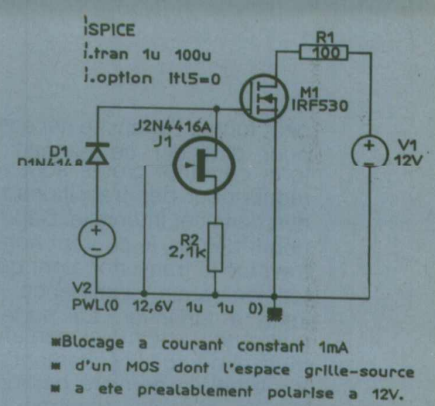 SPICE
.tran 1u 100u
.option itl5=0
R1
100
M1
IRF530
J2N4416A
J1
D1
D1N4148
V1
12V
R2
2,1k
V2
PWL(0 12,6V 1u 1u 0)
Blocage a courant constant 1mA
d'un MOS dont l'espace grille-source
a ete prealablement polarise a 12V.